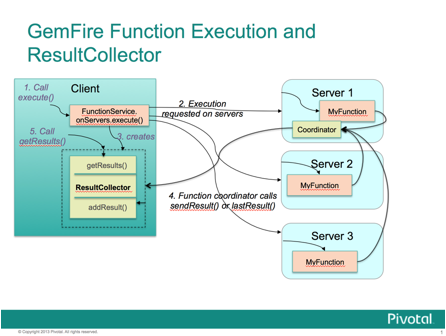 GemFire Function Execution and
ResultCollector
1. Call
execute()
Client
FunctionService.
onServers.execute()
5. Call
getResults()
3. creates
getResults()
ResultCollector
addResult()
2. Execution
requested on servers
4. Function coordinator calls
sendResult() or lastResult()
Server 1
MyFunction
Coordinator
Server 2
MyFunction
Server 3
MyFunction
Pivotal
© Copyright 2013 Pivotal. All rights reserved.
1